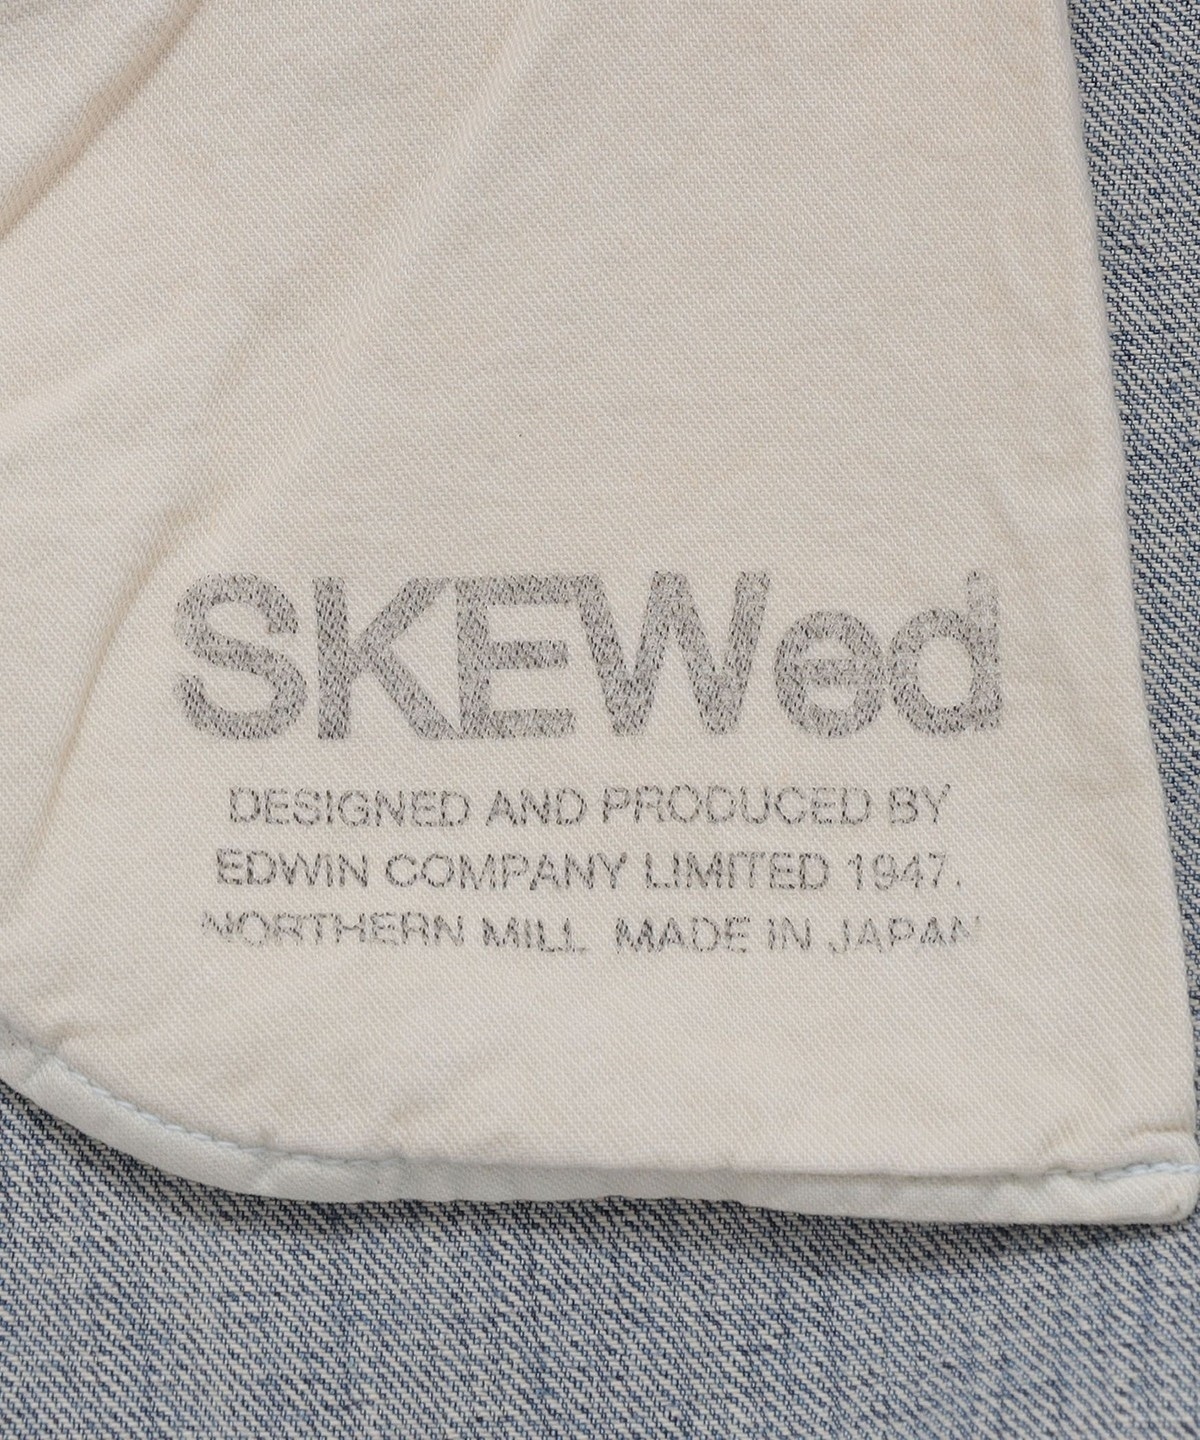 SKEWed
DESIGNED AND PRODUCED BY
EDWIN COMPANY LIMITED 1947.
NORTHERN MILL MADE IN JAPAN